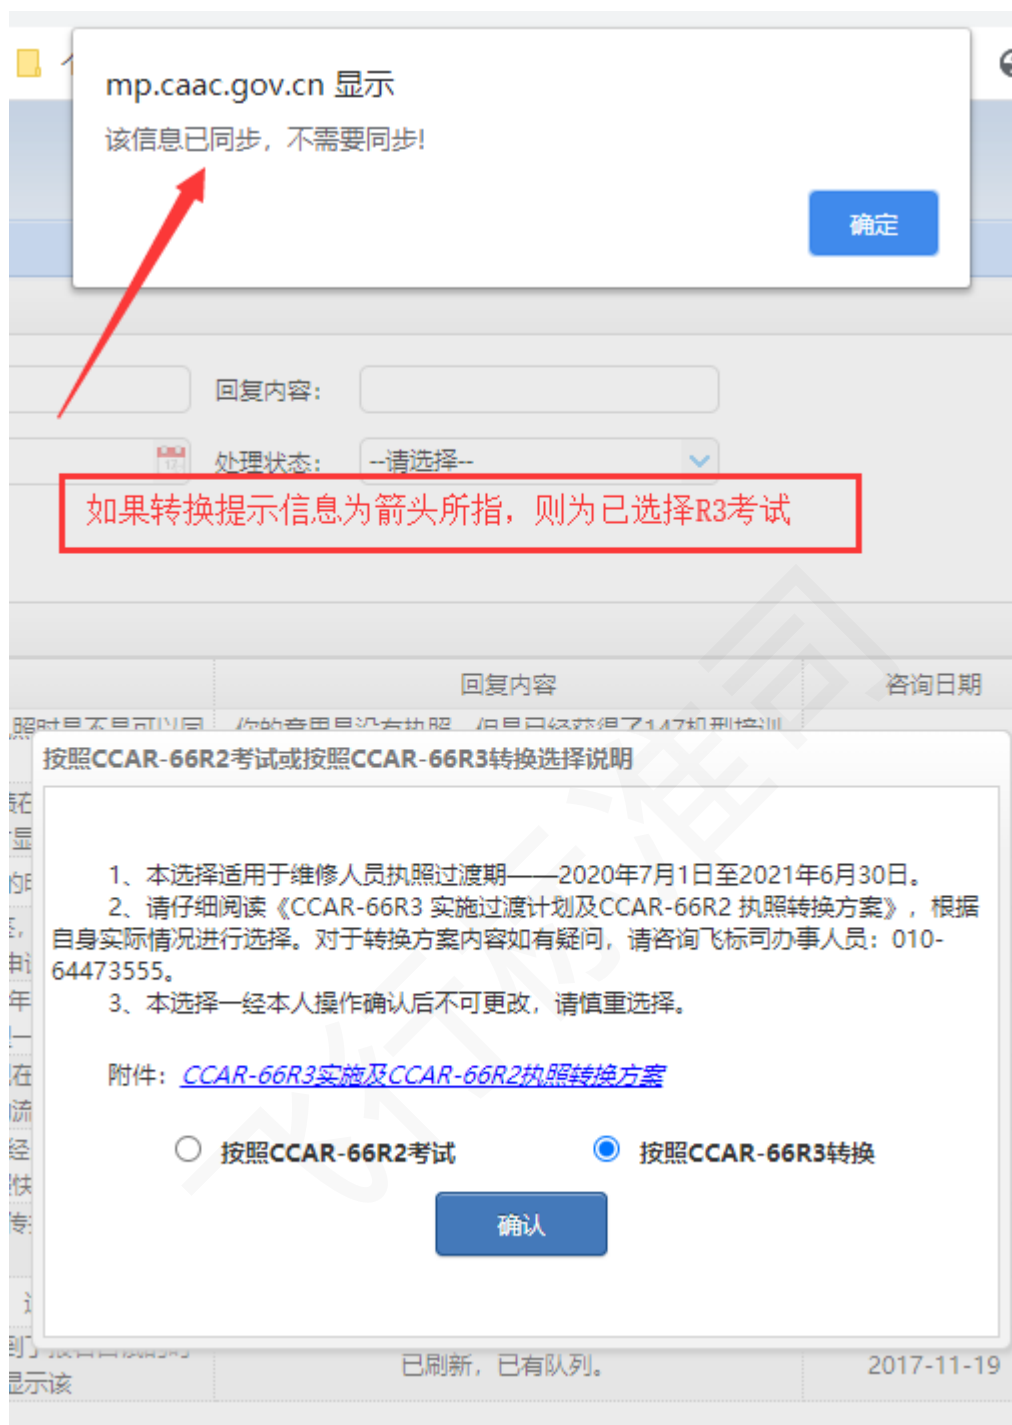 mp.caac.gov.cn 显示
该信息已同步，不需要同步!
确定
回复内容：
处理状态：
--请选择--
如果转换提示信息为箭头所指，则为已选择R3考试
回复内容
咨询日期
按照CCAR-66R2考试或按照CCAR-66R3转换选择说明
1、本选择适用于维修人员执照过渡期——2020年7月1日至2021年6月30日。
2、请仔细阅读《CCAR-66R3 实施过渡计划及CCAR-66R2 执照转换方案》，根据
自身实际情况进行选择。对于转换方案内容如有疑问，请咨询飞标司办事人员：010-
64473555。
3、本选择一经本人操作确认后不可更改，请慎重选择。
附件：CCAR-66R3实施及CCAR-66R2执照转换方案
按照CCAR-66R2考试
按照CCAR-66R3转换
确认
显示该
已刷新，已有队列。
2017-11-19
飞行标准司